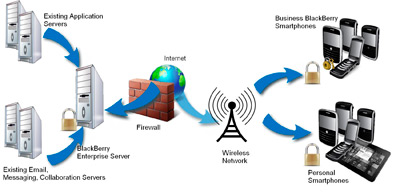 Existing Application
Servers
Internet
Business BlackBerry
Smartphones
Firewall
BlackBerry
Enterprise Server
Existing Email,
Messaging, Collaboration Servers
Wireless
Network
Personal
Smartphones